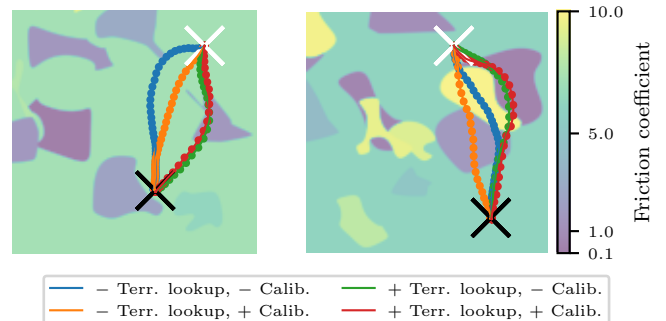 10.0
5.0
1.0
0.1
Friction coefficient
− Terr. lookup, − Calib.
− Terr. lookup, + Calib.
+ Terr. lookup, − Calib.
+ Terr. lookup, + Calib.